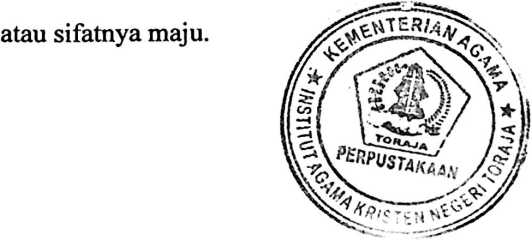 atau sifatnya maju.
KEMENTERIAN AGAMA
TORAJA
PERPUSTAKAAN
INSTITUT AGAMA KRISTEN NEGERI TORAJA